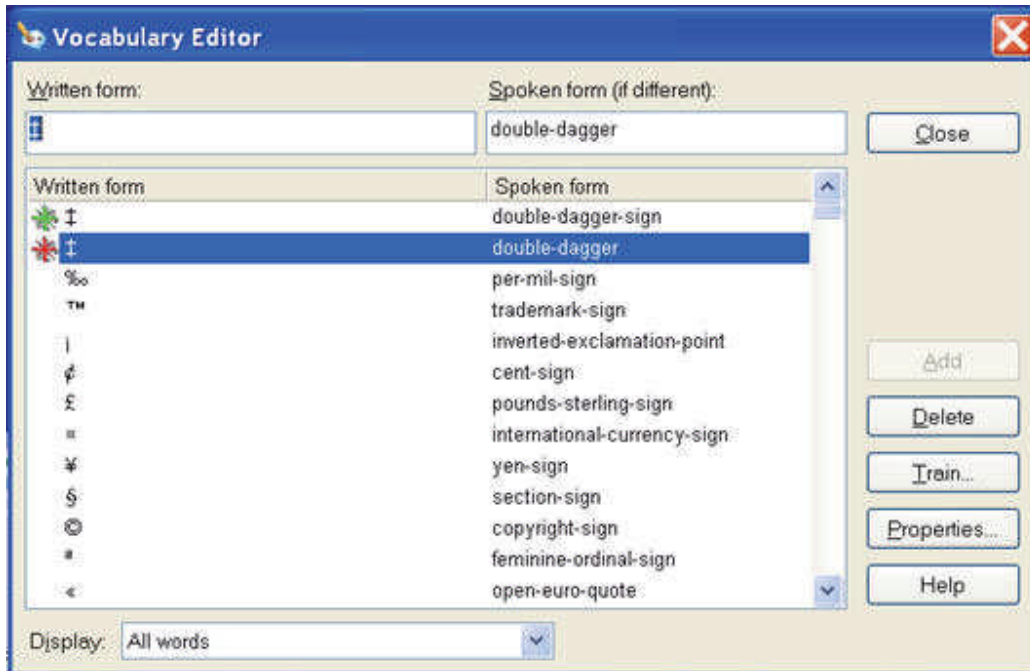 Vocabulary Editor
Written form: Spoken form (if different):
‡ double-dagger Close
Written form Spoken form
‡ double-dagger-sign
‡ double-dagger
‰ per-mil-sign
™ trademark-sign
¡ inverted-exclamation-point
¢ cent-sign
£ pounds-sterling-sign
¤ international-currency-sign
¥ yen-sign
§ section-sign
© copyright-sign
ª feminine-ordinal-sign
« open-euro-quote
Add
Delete
Train...
Properties...
Help
Display: All words